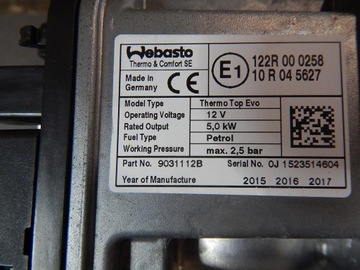 Webasto
Thermo & Comfort SE
E1
122R 00 0258
10 R 04 5627
Made in
Germany
CE
Model Type Thermo Top Evo
Operating Voltage 12 V
Rated Output 5,0 kW
Fuel Type Petrol
Working Pressure max. 2,5 bar
Part No. 9031112B Serial No. OJ 1523514604
Year of Manufacture 2015 2016 2017